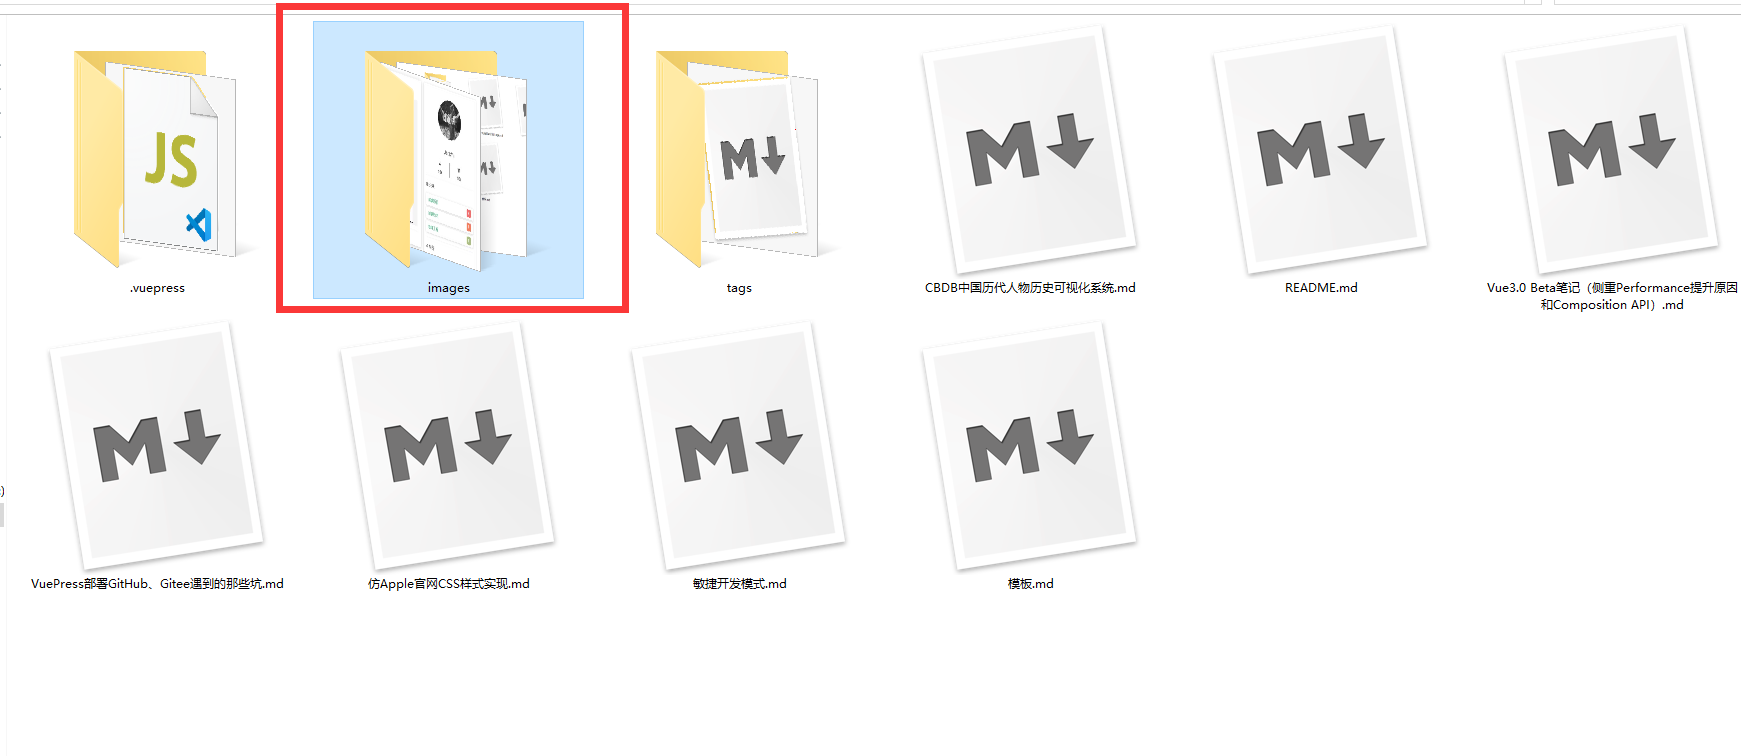 JS
.vuepress
images
tags
CBDB中国历代人物历史可视化系统.md
README.md
Vue3.0 Beta笔记（侧重Performance提升原因
和Composition API）.md
VuePress部署GitHub、Gitee遇到的那些坑.md
仿Apple官网CSS样式实现.md
敏捷开发模式.md
模板.md